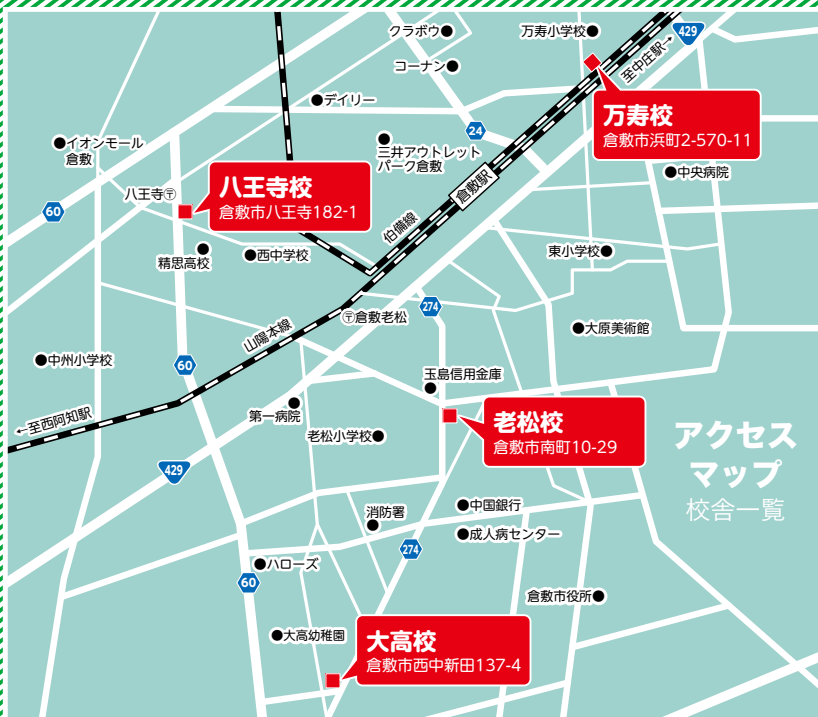 クラボウ
万寿小学校
429
至中庄駅→
コーナン
デイリー
万寿校
倉敷市浜町2-570-11
24
イオンモール
倉敷
三井アウトレット
パーク倉敷
中央病院
八王寺〒
八王寺校
倉敷市八王寺182-1
倉敷駅
60
伯備線
精思高校
西中学校
東小学校
274
〒倉敷老松
大原美術館
山陽本線
中州小学校
60
玉島信用金庫
第一病院
老松校
倉敷市南町10-29
←至西阿知駅
老松小学校
アクセス
マップ
校舎一覧
429
消防署
中国銀行
成人病センター
274
ハローズ
60
倉敷市役所
大高幼稚園
大高校
倉敷市西中新田137-4